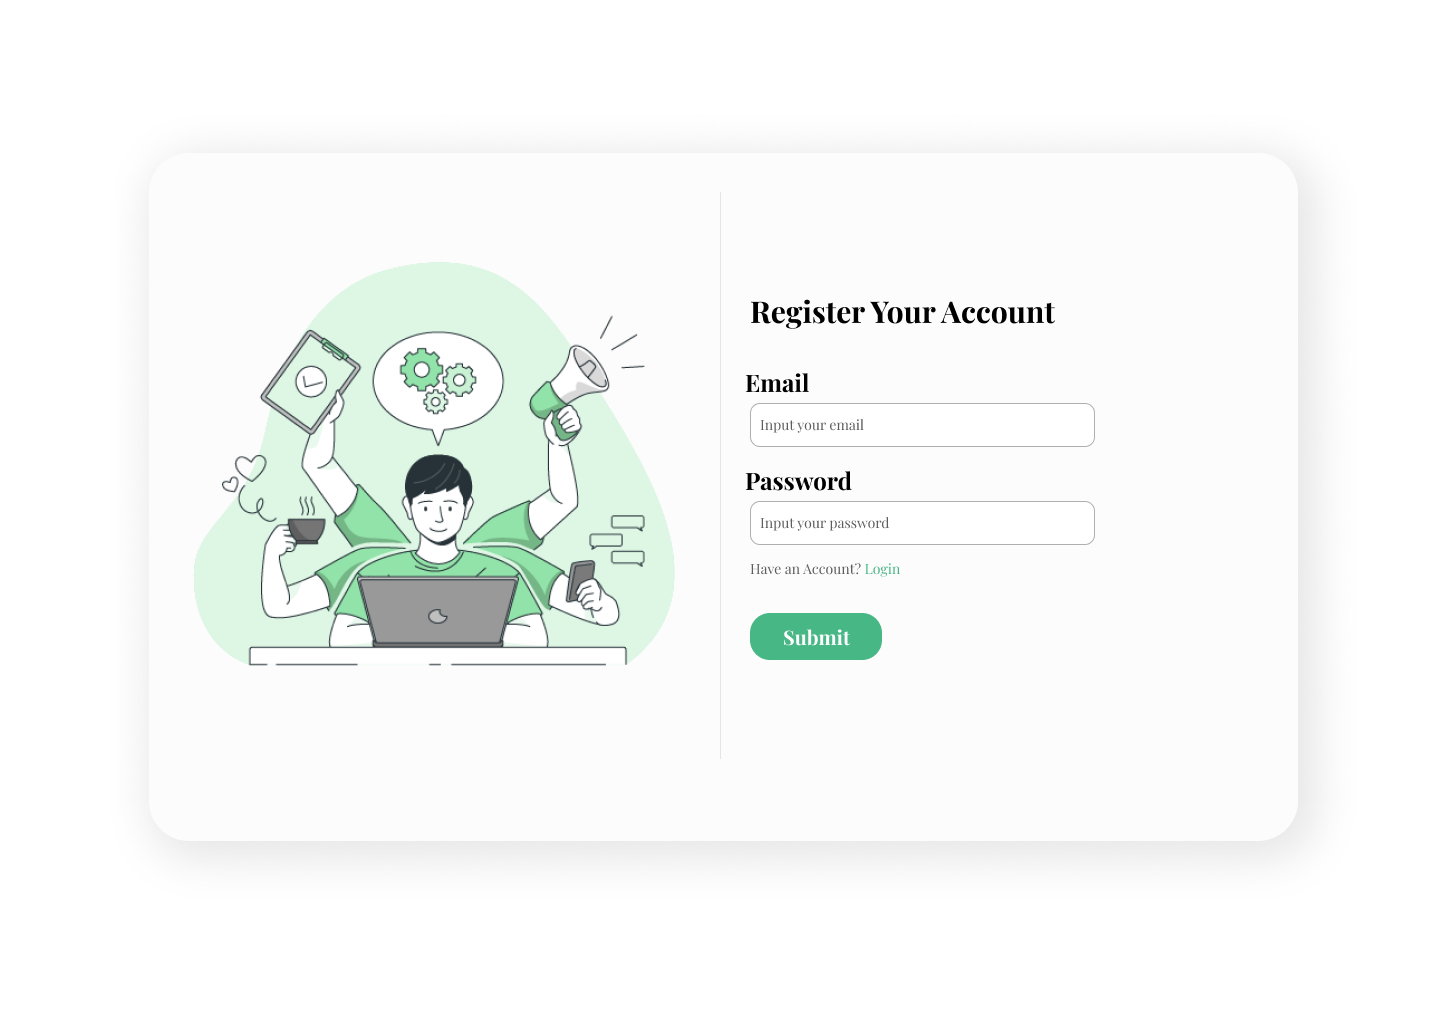 Register Your Account
Email
Input your email
Password
Input your password
Have an Account? Login
Submit